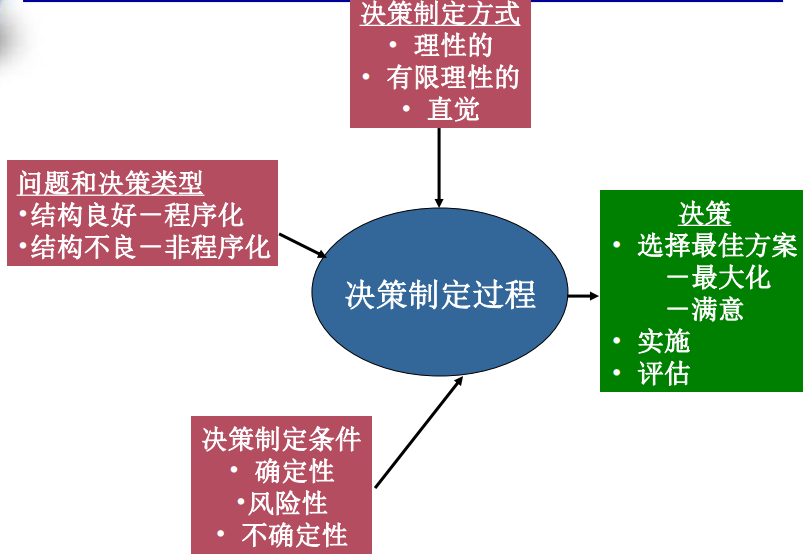 决策制定方式
• 理性的
• 有限理性的
• 直觉
问题和决策类型
•结构良好－程序化
•结构不良－非程序化
决策制定过程
决策
• 选择最佳方案
－最大化
－满意
• 实施
• 评估
决策制定条件
• 确定性
•风险性
• 不确定性